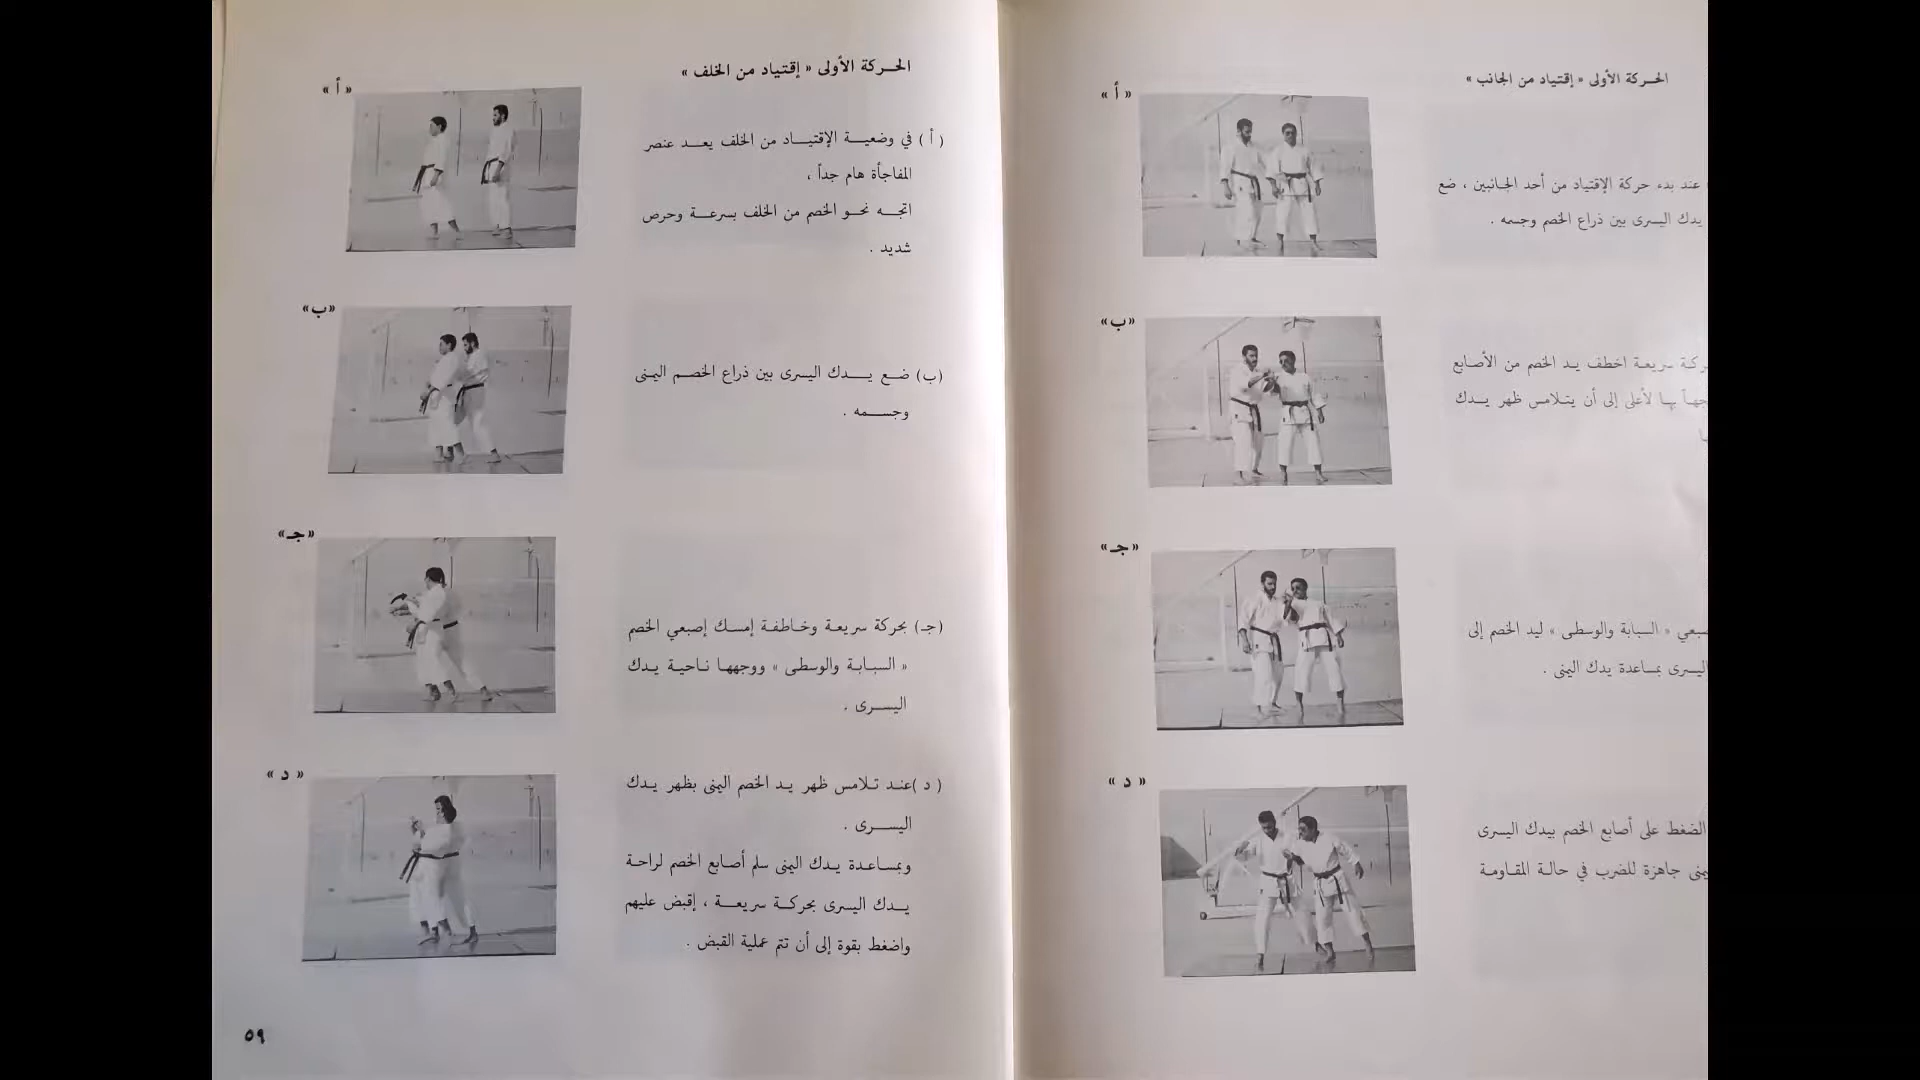 الحركة الأولى « إقتياد من الجانب »
« أ »
عند بدء حركة الإقتياد من أحد الجانبين ، ضع
يدك اليسرى بين ذراع الخصم وجسمه .
«ب»
سريعة اخطف يد الخصم من الأصابع
بها لأعلى إلى أن يتلامس ظهر يدك
«جـ»
« السبابة والوسطى » ليد الخصم إلى
اليسرى بمساعدة يدك اليمنى .
« د »
الضغط على أصابع الخصم بيدك اليسرى
جاهزة للضرب في حالة المقاومة
الحركة الأولى « إقتياد من الخلف »
« أ »
( أ ) في وضعية الإقتياد من الخلف يعد عنصر
المفاجأة هام جداً ،
اتجه نحو الخصم من الخلف بسرعة وحرص
شديد .
«ب»
(ب) ضع يدك اليسرى بين ذراع الخصم اليمنى
وجسمه .
«جـ»
(جـ) بحركة سريعة وخاطفة إمسك إصبعي الخصم
« السبابة والوسطى » ووجهها ناحية يدك
اليسرى .
« د »
( د )عند تلامس ظهر يد الخصم اليمنى بظهر يدك
اليسرى .
وبمساعدة يدك اليمنى سلم أصابع الخصم لراحة
يدك اليسرى بحركة سريعة ، إقبض عليهم
واضغط بقوة إلى أن تتم عملية القبض .
٥٩